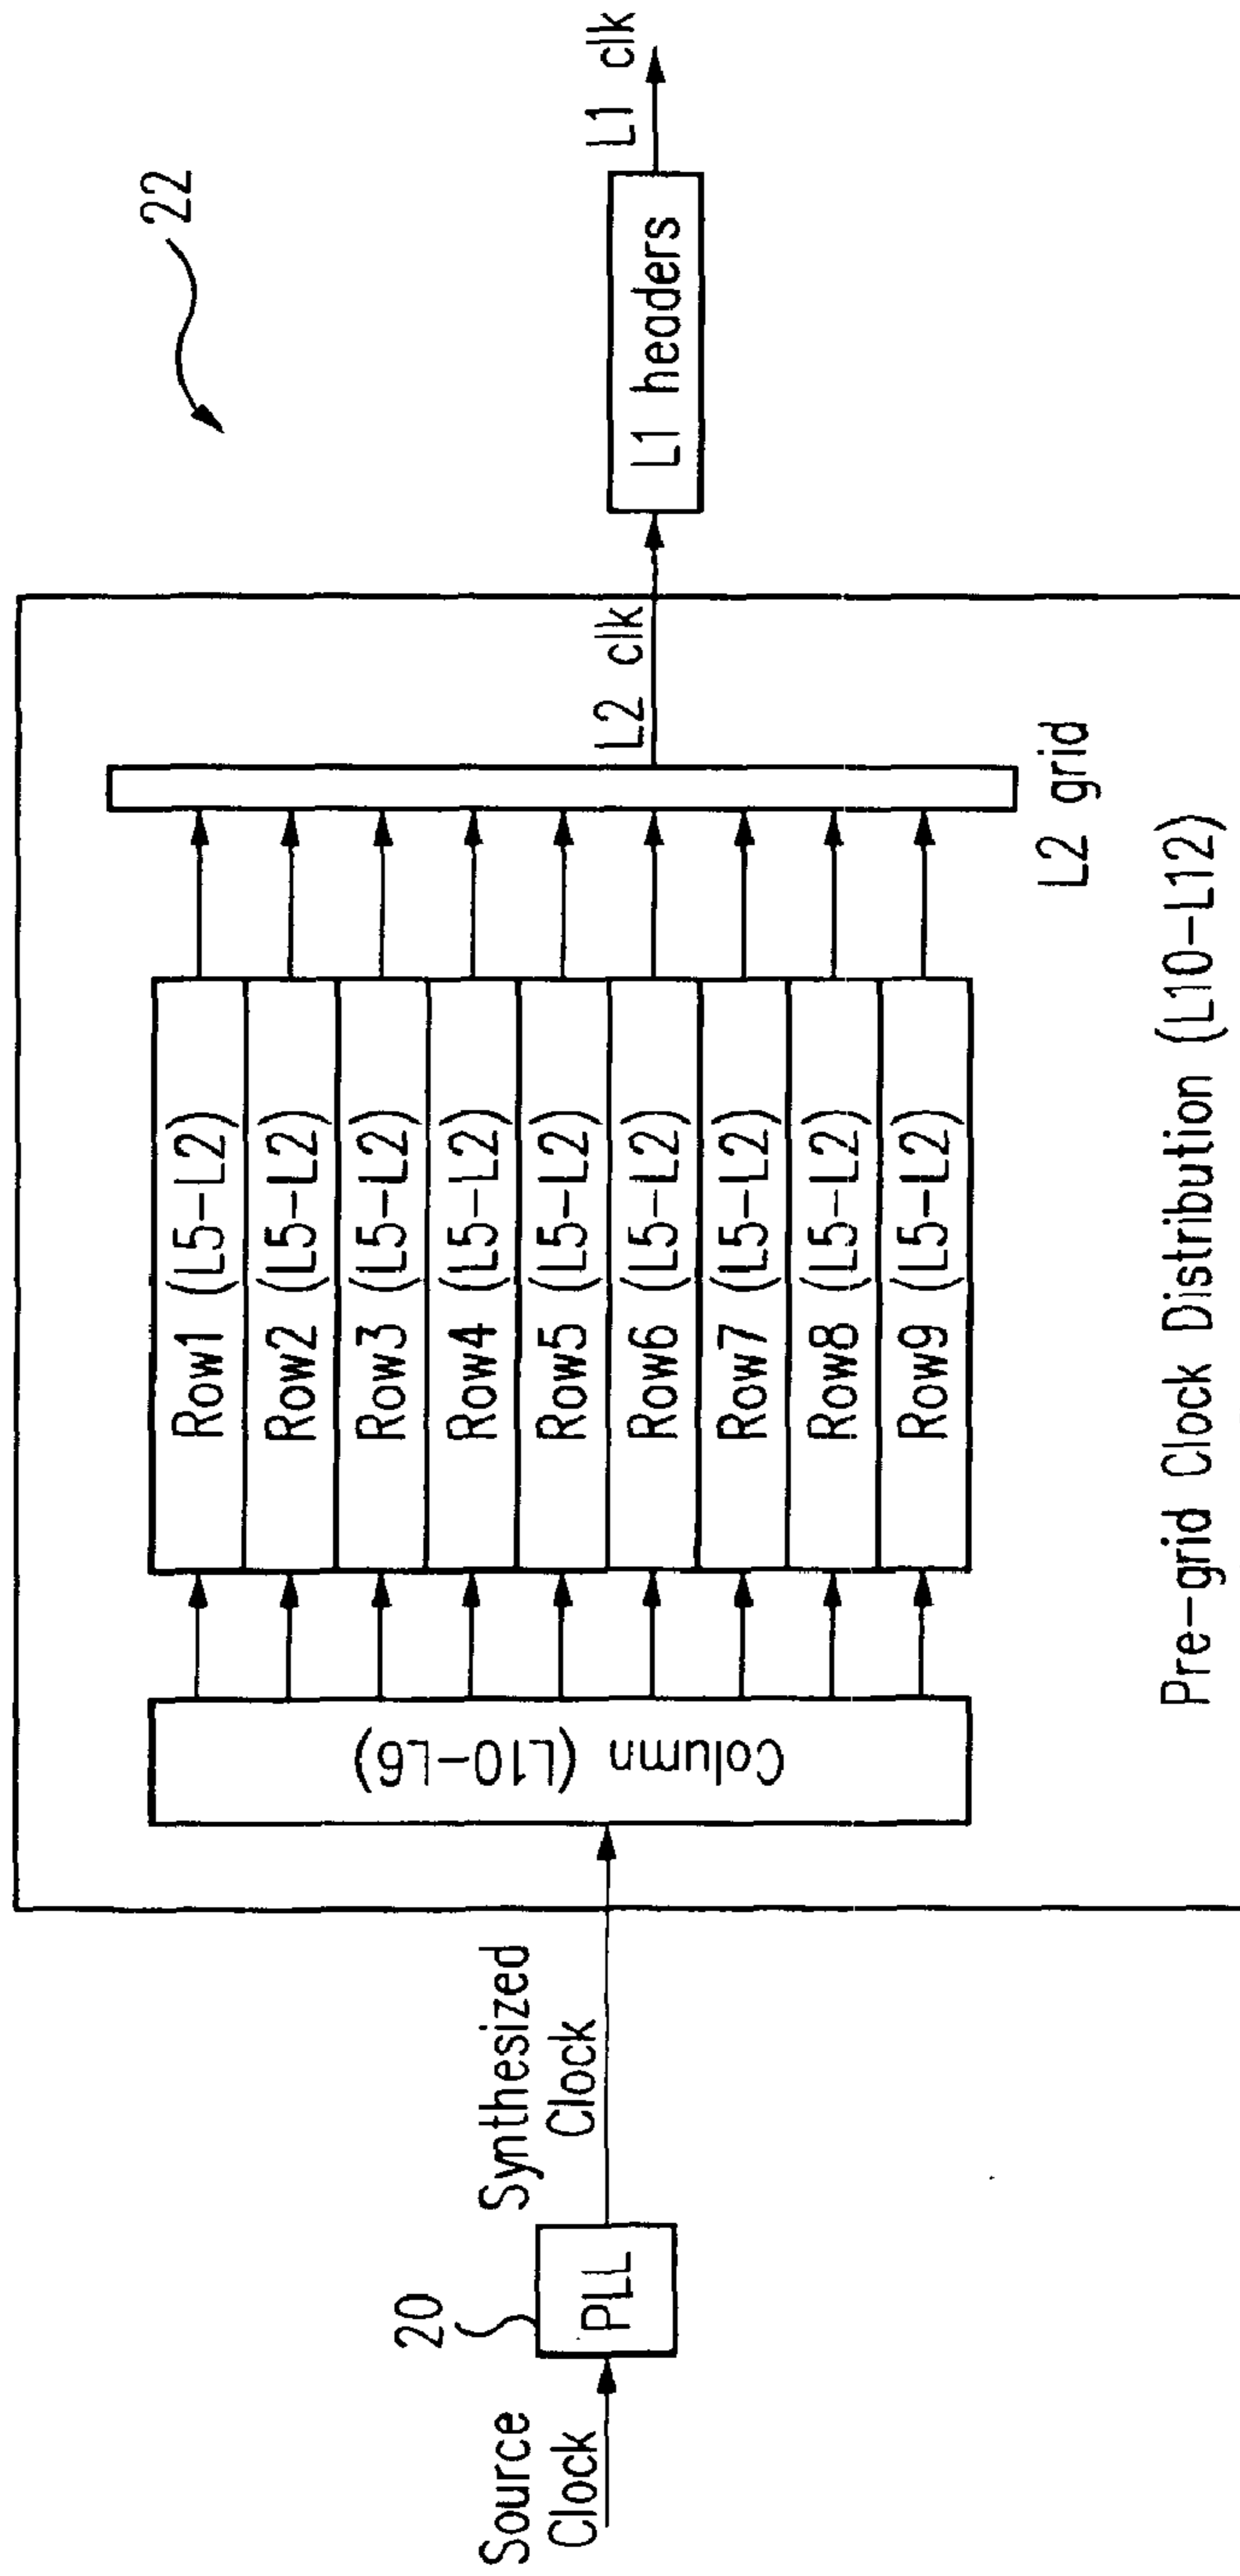 22
Source
Clock
20
PLL
Synthesized
Clock
Column (L10-L6)
Row1 (L5-L2)
Row2 (L5-L2)
Row3 (L5-L2)
Row4 (L5-L2)
Row5 (L5-L2)
Row6 (L5-L2)
Row7 (L5-L2)
Row8 (L5-L2)
Row9 (L5-L2)
L2 grid
L2 clk
L1 headers
L1 clk
Pre-grid Clock Distribution (L10-L12)